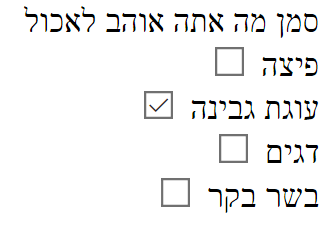 סמן מה אתה אוהב לאכול
פיצה ☐
עוגת גבינה ☑
דגים ☐
בשר בקר ☐